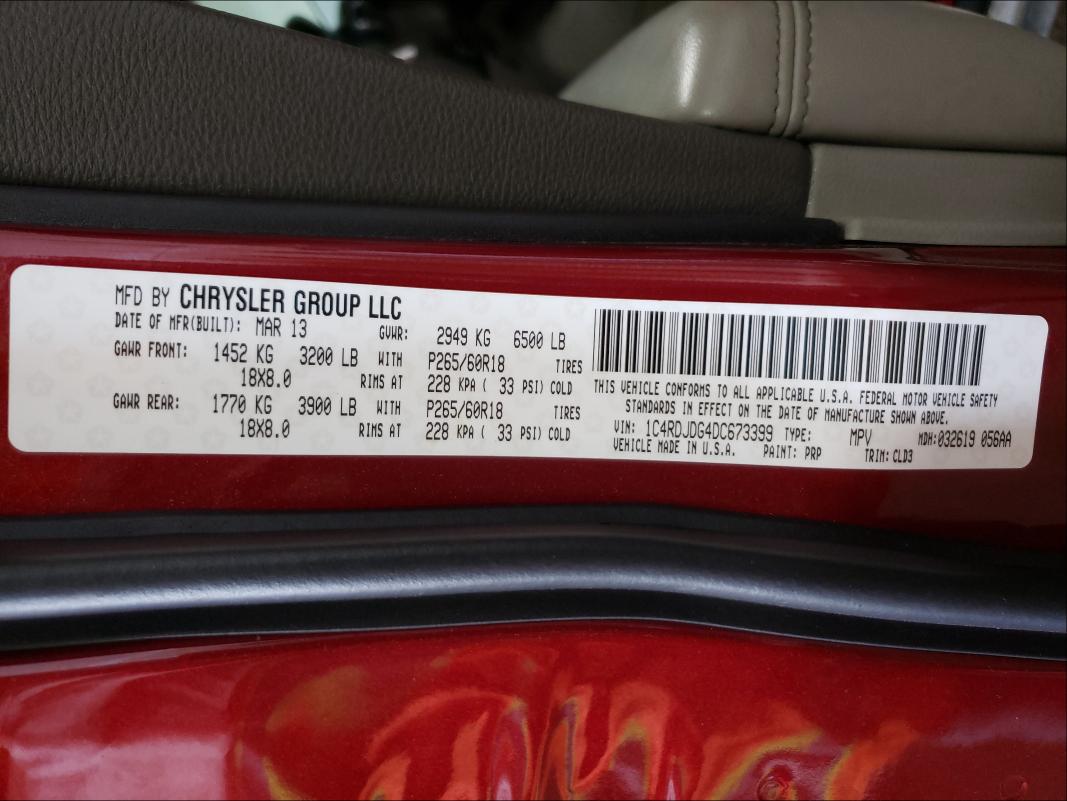 MFD BY CHRYSLER GROUP LLC
DATE OF MFR(BUILT): MAR 13 GVWR: 2949 KG 6500 LB
GAWR FRONT: 1452 KG 3200 LB WITH P265/60R18 TIRES
18X8.0 RIMS AT 228 KPA ( 33 PSI) COLD
GAWR REAR: 1770 KG 3900 LB WITH P265/60R18 TIRES
18X8.0 RIMS AT 228 KPA ( 33 PSI) COLD
THIS VEHICLE CONFORMS TO ALL APPLICABLE U.S.A. FEDERAL MOTOR VEHICLE SAFETY
STANDARDS IN EFFECT ON THE DATE OF MANUFACTURE SHOWN ABOVE.
VIN: 1C4RDJDG4DC673399 TYPE: MPV MDH:032619 056AA
VEHICLE MADE IN U.S.A. PAINT: PRP TRIM: CLD3